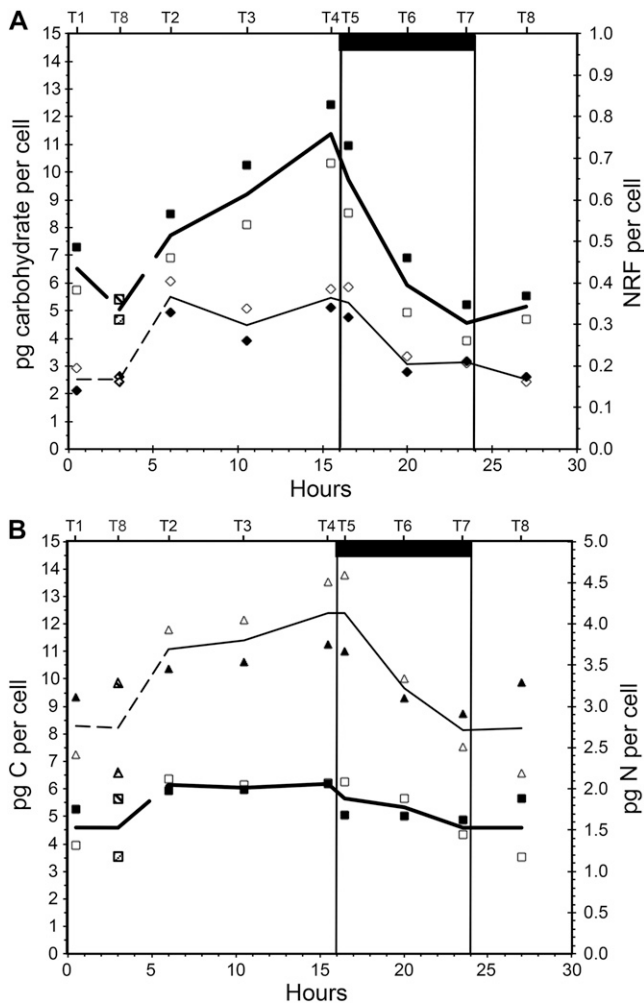 A
T1 T8 T2 T3 T4 T5 T6 T7 T8
15 1.0
14
13 0.9
12 0.8
11
10 0.7
9 0.6
8
7 0.5
6 0.4
5
4 0.3
3 0.2
2
1 0.1
0 0.0
pg carbohydrate per cell
NRF per cell
0 5 10 15 20 25 30
Hours
B
T1 T8 T2 T3 T4 T5 T6 T7 T8
15 5.0
14
13 4.5
12 4.0
11
10 3.5
9 3.0
8
7 2.5
6 2.0
5
4 1.5
3 1.0
2
1 0.5
0 0.0
pg C per cell
pg N per cell
0 5 10 15 20 25 30
Hours